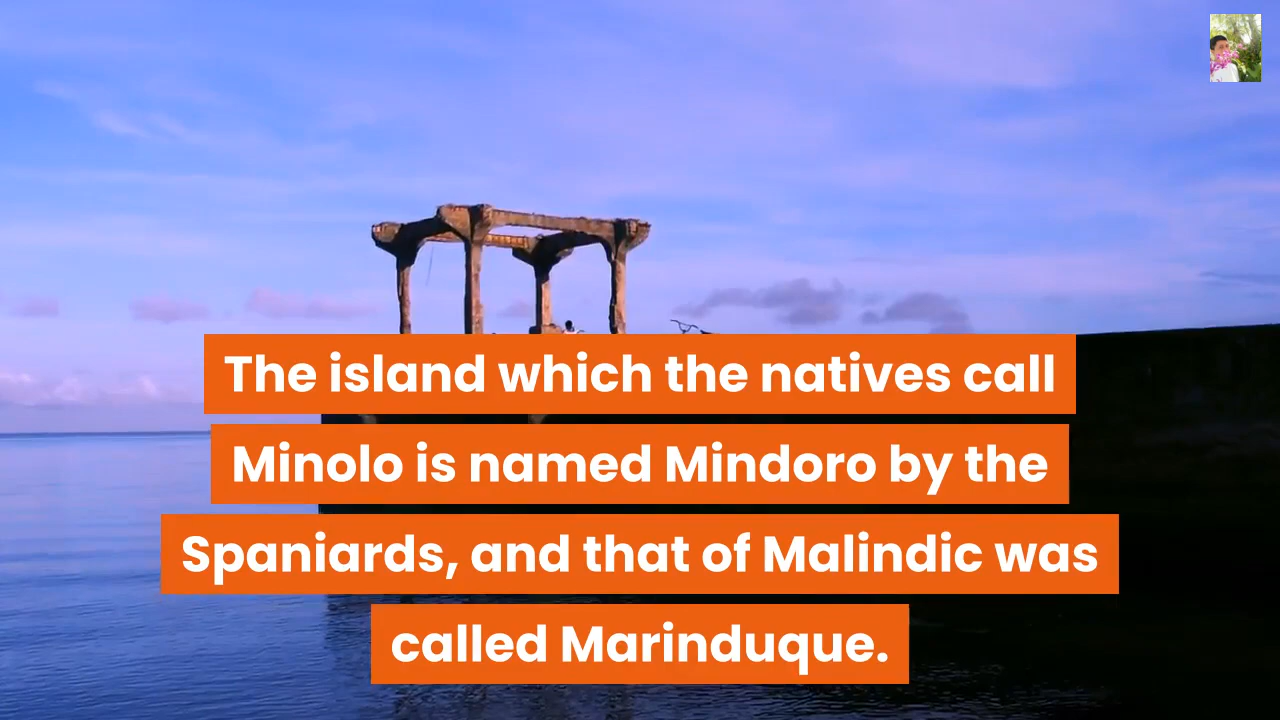 The island which the natives call
Minolo is named Mindoro by the
Spaniards, and that of Malindic was
called Marinduque.